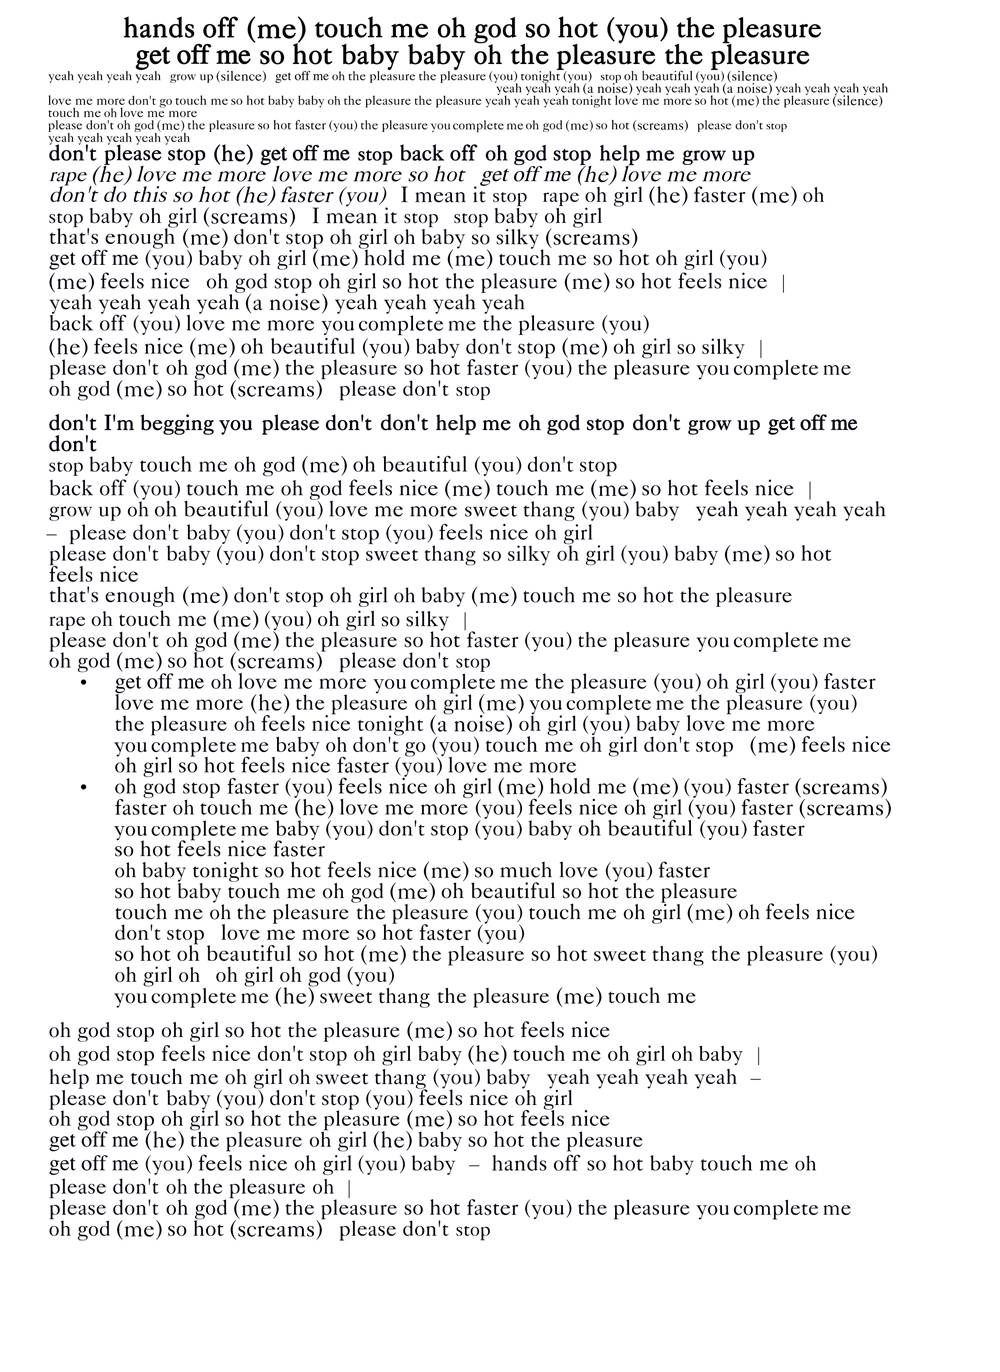 hands off (me) touch me oh god so hot (you) the pleasure
get off me so hot baby baby oh the pleasure the pleasure
yeah yeah yeah yeah grow up (silence) get off me oh the pleasure the pleasure (you) tonight (you) stop oh beautiful (you) (silence)
yeah yeah yeah (a noise) yeah yeah yeah (a noise) yeah yeah yeah yeah
love me more don't go touch me so hot baby baby oh the pleasure the pleasure yeah yeah yeah tonight love me more so hot (me) the pleasure (silence)
touch me oh love me more
please don't oh god (me) the pleasure so hot faster (you) the pleasure you complete me oh god (me) so hot (screams) please don't stop
yeah yeah yeah yeah yeah
don't please stop (he) get off me stop back off oh god stop help me grow up
rape (he) love me more love me more so hot get off me (he) love me more
don't do this so hot (he) faster (you) I mean it stop rape oh girl (he) faster (me) oh
stop baby oh girl (screams) I mean it stop stop baby oh girl
that's enough (me) don't stop oh girl oh baby so silky (screams)
get off me (you) baby oh girl (me) hold me (me) touch me so hot oh girl (you)
(me) feels nice oh god stop oh girl so hot the pleasure (me) so hot feels nice |
yeah yeah yeah yeah (a noise) yeah yeah yeah yeah
back off (you) love me more you complete me the pleasure (you)
(he) feels nice (me) oh beautiful (you) baby don't stop (me) oh girl so silky |
please don't oh god (me) the pleasure so hot faster (you) the pleasure you complete me
oh god (me) so hot (screams) please don't stop
don't I'm begging you please don't don't help me oh god stop don't grow up get off me
don't
stop baby touch me oh god (me) oh beautiful (you) don't stop
back off (you) touch me oh god feels nice (me) touch me (me) so hot feels nice |
grow up oh oh beautiful (you) love me more sweet thang (you) baby yeah yeah yeah yeah
– please don't baby (you) don't stop (you) feels nice oh girl
please don't baby (you) don't stop sweet thang so silky oh girl (you) baby (me) so hot
feels nice
that's enough (me) don't stop oh girl oh baby (me) touch me so hot the pleasure
rape oh touch me (me) (you) oh girl so silky |
please don't oh god (me) the pleasure so hot faster (you) the pleasure you complete me
oh god (me) so hot (screams) please don't stop
• get off me oh love me more you complete me the pleasure (you) oh girl (you) faster
love me more (he) the pleasure oh girl (me) you complete me the pleasure (you)
the pleasure oh feels nice tonight (a noise) oh girl (you) baby love me more
you complete me baby oh don't go (you) touch me oh girl don't stop (me) feels nice
oh girl so hot feels nice faster (you) love me more
• oh god stop faster (you) feels nice oh girl (me) hold me (me) (you) faster (screams)
faster oh touch me (he) love me more (you) feels nice oh girl (you) faster (screams)
you complete me baby (you) don't stop (you) baby oh beautiful (you) faster
so hot feels nice faster
oh baby tonight so hot feels nice (me) so much love (you) faster
so hot baby touch me oh god (me) oh beautiful so hot the pleasure
touch me oh the pleasure the pleasure (you) touch me oh girl (me) oh feels nice
don't stop love me more so hot faster (you)
so hot oh beautiful so hot (me) the pleasure so hot sweet thang the pleasure (you)
oh girl oh oh girl oh god (you)
you complete me (he) sweet thang the pleasure (me) touch me
oh god stop oh girl so hot the pleasure (me) so hot feels nice
oh god stop feels nice don't stop oh girl baby (he) touch me oh girl oh baby |
help me touch me oh girl oh sweet thang (you) baby yeah yeah yeah yeah –
please don't baby (you) don't stop (you) feels nice oh girl
oh god stop oh girl so hot the pleasure (me) so hot feels nice
get off me (he) the pleasure oh girl (he) baby so hot the pleasure
get off me (you) feels nice oh girl (you) baby – hands off so hot baby touch me oh
please don't oh the pleasure oh |
please don't oh god (me) the pleasure so hot faster (you) the pleasure you complete me
oh god (me) so hot (screams) please don't stop